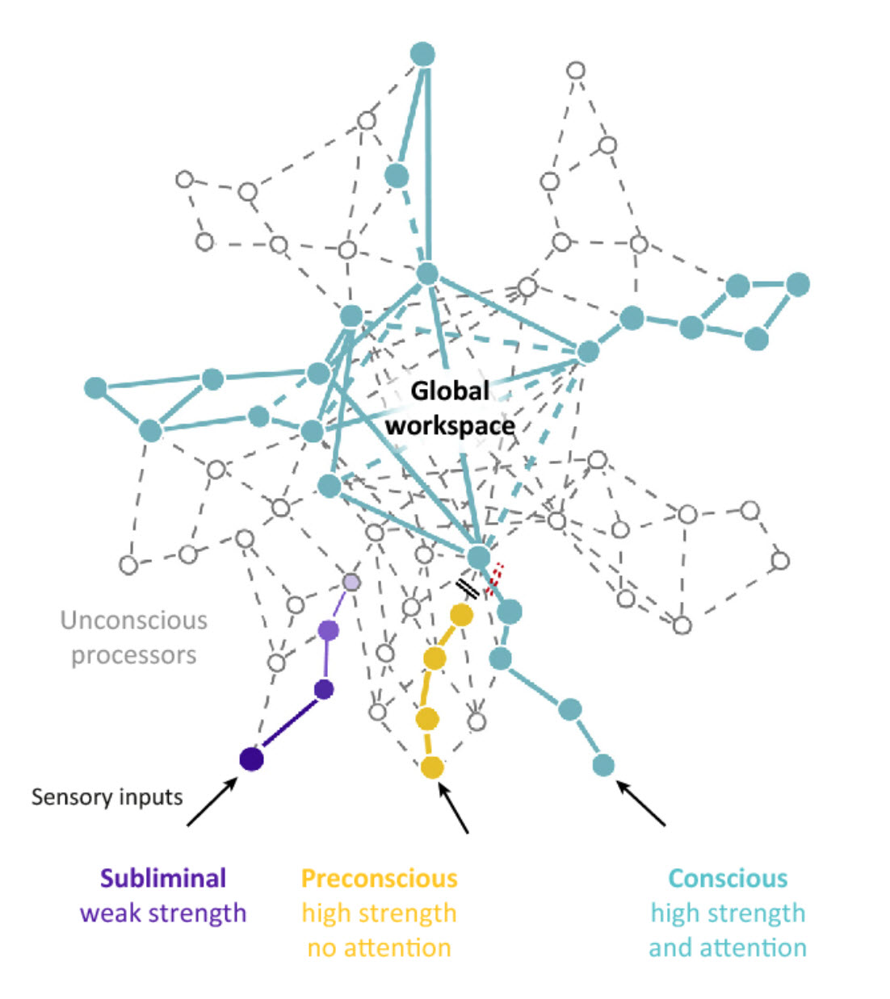 Global
workspace
Unconscious
processors
Sensory inputs
Subliminal
weak strength
Preconscious
high strength
no attention
Conscious
high strength
and attention